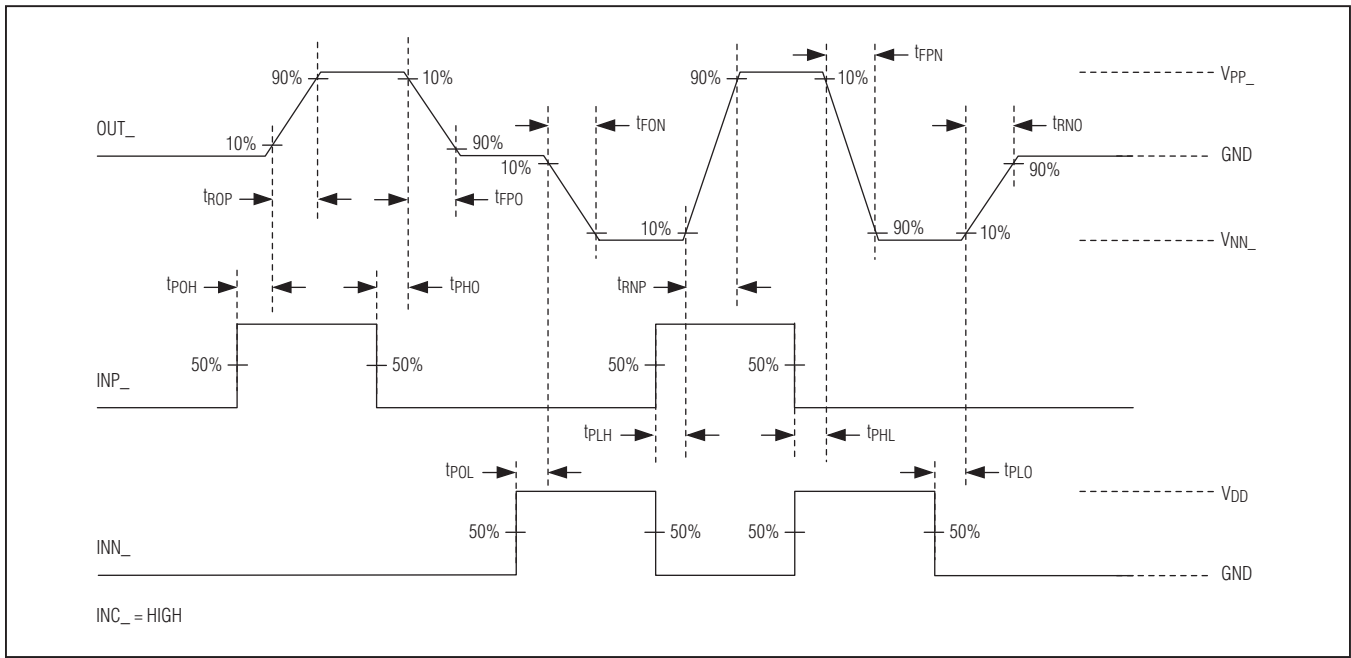 tFPN
90% 10% 90% 10% VPP_
OUT_ tFON tRNO
10% 90% 10% GND
90%
tROP tFPO
10% 90% 10% VNN_
tPOH tPHO tRNP
50% 50% 50% 50%
INP_
tPLH tPHL
tPOL tPLO
VDD
50% 50% 50% 50%
INN_
GND
INC_ = HIGH